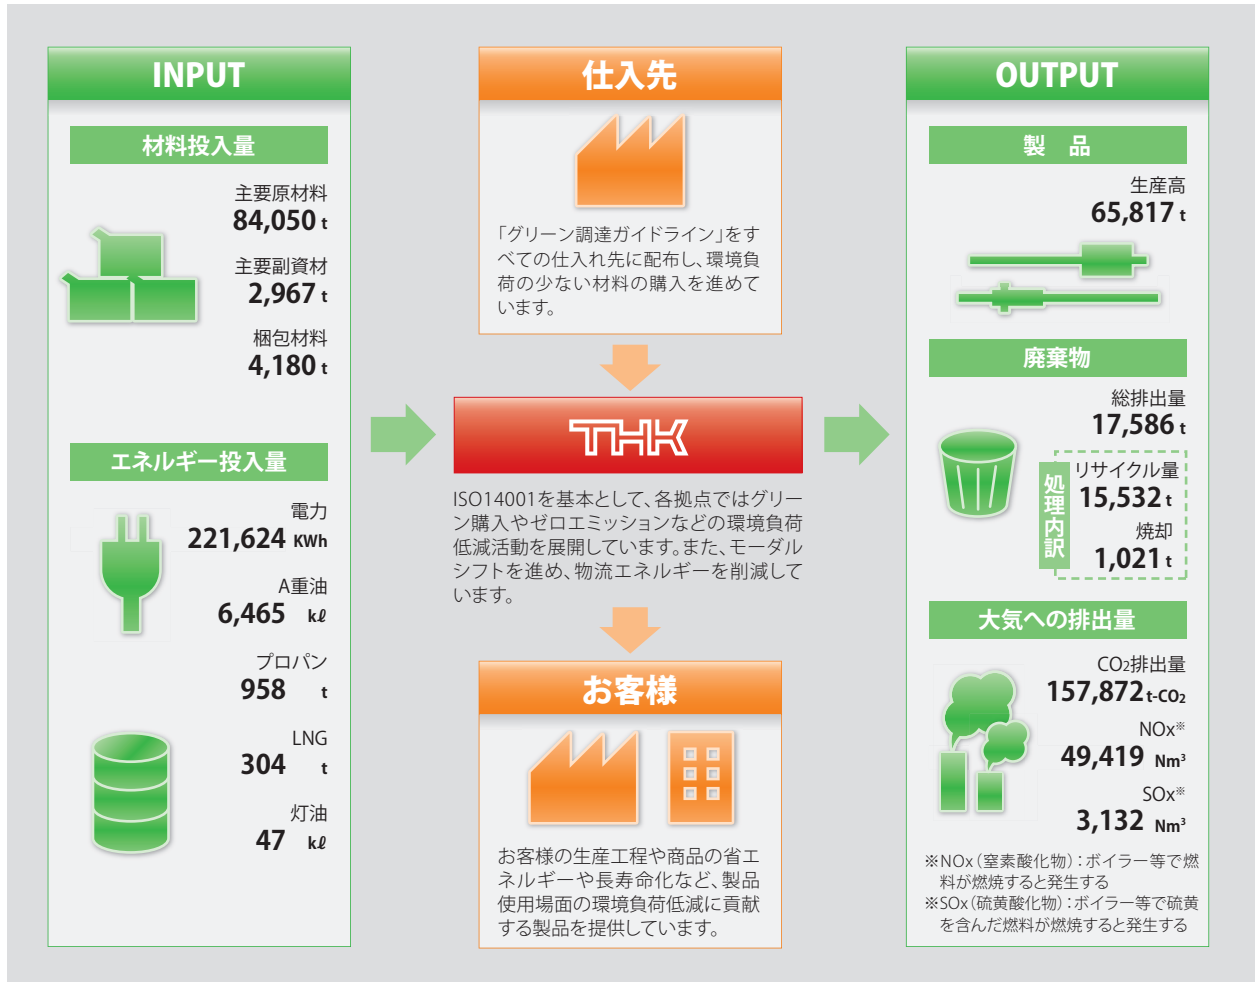 INPUT
材料投入量
主要原材料
84,050 t
主要副資材
2,967 t
梱包材料
4,180 t
エネルギー投入量
電力
221,624 KWh
A重油
6,465 kℓ
プロパン
958 t
LNG
304 t
灯油
47 kℓ
仕入先
「グリーン調達ガイドライン」をす
べての仕入れ先に配布し、環境負
荷の少ない材料の購入を進めて
います。
THK
ISO14001を基本として、各拠点ではグリー
ン購入やゼロエミッションなどの環境負荷
低減活動を展開しています。また、モーダル
シフトを進め、物流エネルギーを削減して
います。
お客様
お客様の生産工程や商品の省エ
ネルギーや長寿命化など、製品
使用場面の環境負荷低減に貢献
する製品を提供しています。
OUTPUT
製　品
生産高
65,817 t
廃棄物
総排出量
17,586 t
処理内訳
リサイクル量
15,532 t
焼却
1,021 t
大気への排出量
CO2排出量
157,872 t-CO2
NOx※
49,419 Nm³
SOx※
3,132 Nm³
※NOx（窒素酸化物）：ボイラー等で燃
料が燃焼すると発生する
※SOx（硫黄酸化物）：ボイラー等で硫黄
を含んだ燃料が燃焼すると発生する